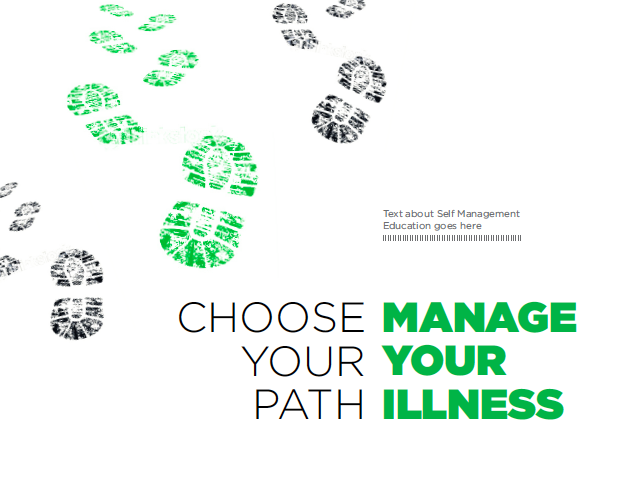 Text about Self Management
Education goes here
CHOOSE MANAGE
YOUR YOUR
PATH ILLNESS